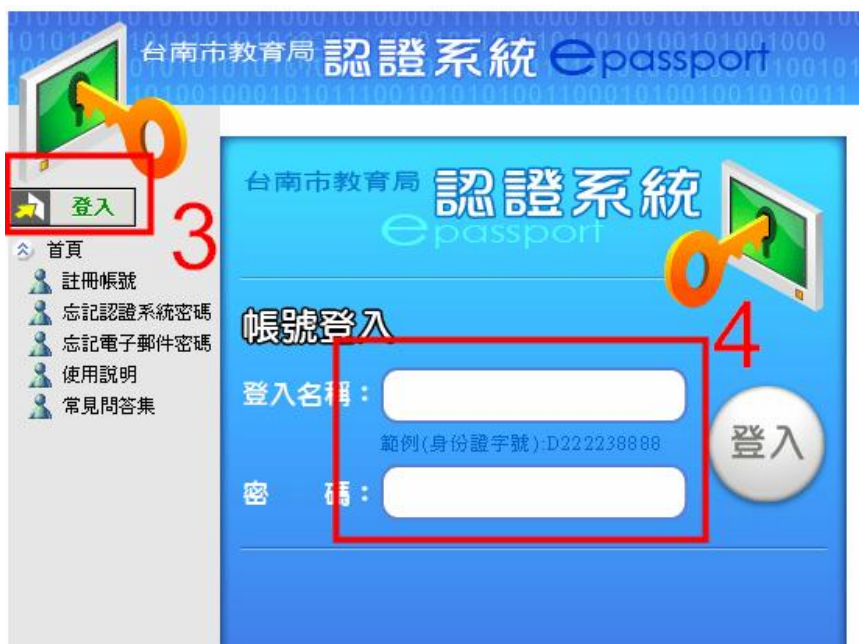 台南市教育局 認證系統 epassport
登入
3
首頁
註冊帳號
忘記認證系統密碼
忘記電子郵件密碼
使用說明
常見問答集
台南市教育局 認證系統
epassport
帳號登入
4
登入名稱：
範例(身份證字號):D222238888
密 碼：
登入